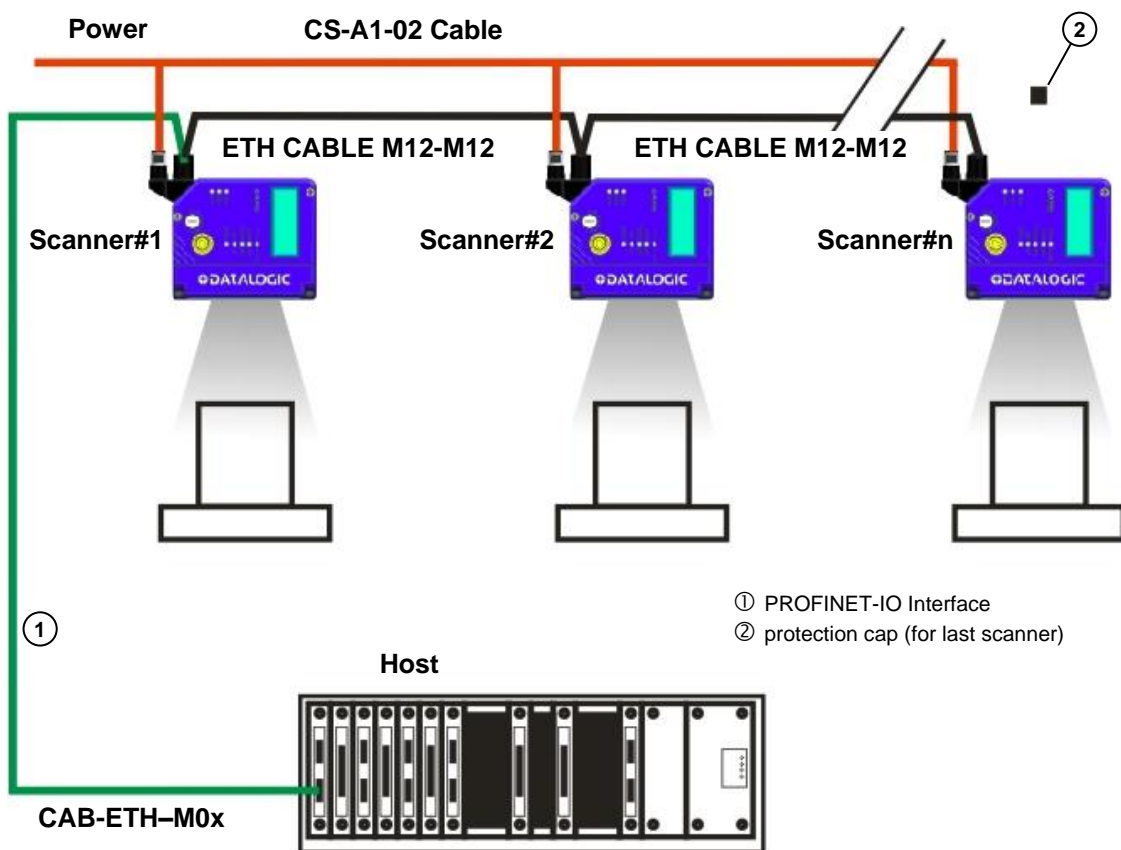 Power
CS-A1-02 Cable
②
ETH CABLE M12-M12
ETH CABLE M12-M12
Scanner#1
Scanner#2
Scanner#n
DATALOGIC
DATALOGIC
DATALOGIC
① PROFINET-IO Interface
② protection cap (for last scanner)
①
Host
CAB-ETH–M0x